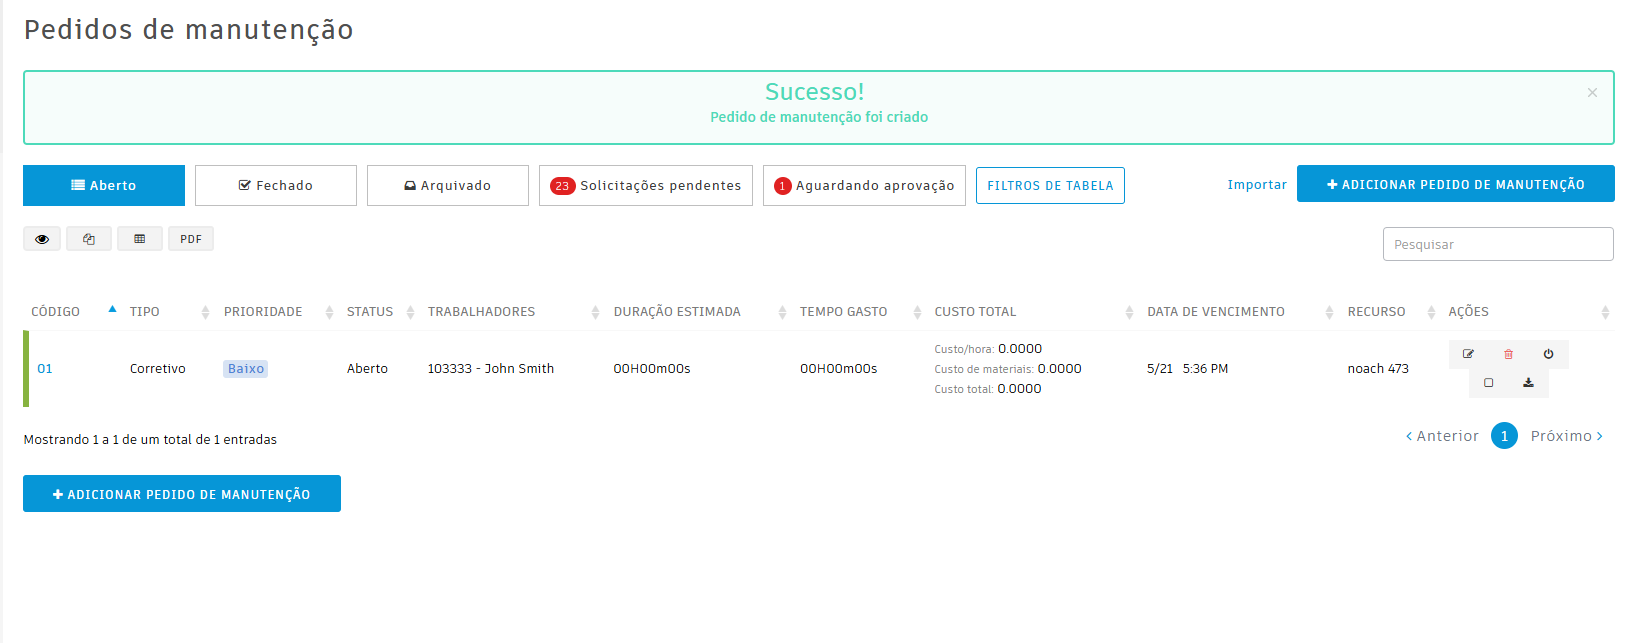 Pedidos de manutenção
Sucesso!
×
Pedido de manutenção foi criado
Aberto Fechado Arquivado 23 Solicitações pendentes 1 Aguardando aprovação FILTROS DE TABELA Importar ADICIONAR PEDIDO DE MANUTENÇÃO
PDF Pesquisar
CÓDIGO TIPO PRIORIDADE STATUS TRABALHADORES DURAÇÃO ESTIMADA TEMPO GASTO CUSTO TOTAL DATA DE VENCIMENTO RECURSO AÇÕES
Custo/hora: 0.0000
01 Corretivo Baixo Aberto 103333 - John Smith 00H00m00s 00H00m00s Custo de materiais: 0.0000 5/21 5:36 PM noach 473
Custo total: 0.0000
Mostrando 1 a 1 de um total de 1 entradas ‹ Anterior 1 Próximo ›
ADICIONAR PEDIDO DE MANUTENÇÃO